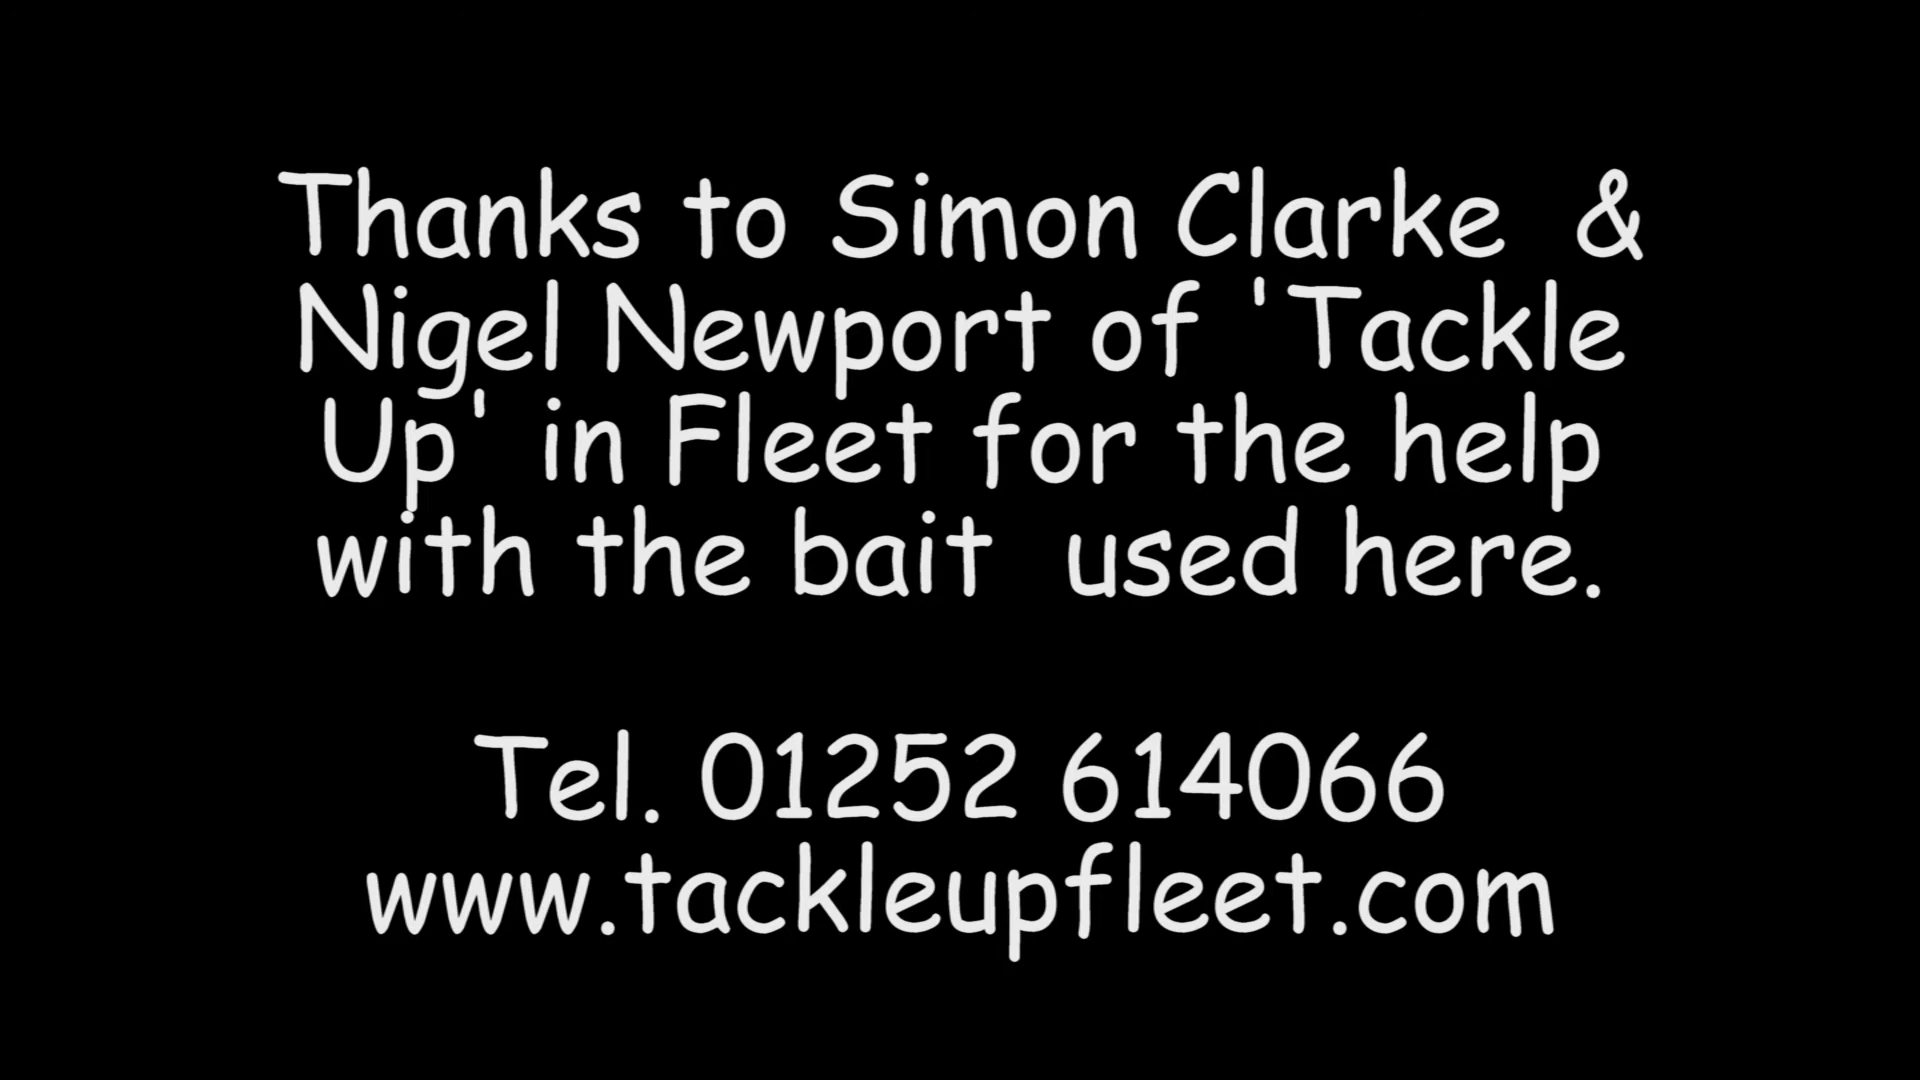 Thanks to Simon Clarke  &
Nigel Newport of 'Tackle
Up' in Fleet for the help
with the bait  used here.
Tel. 01252 614066
www.tackleupfleet.com